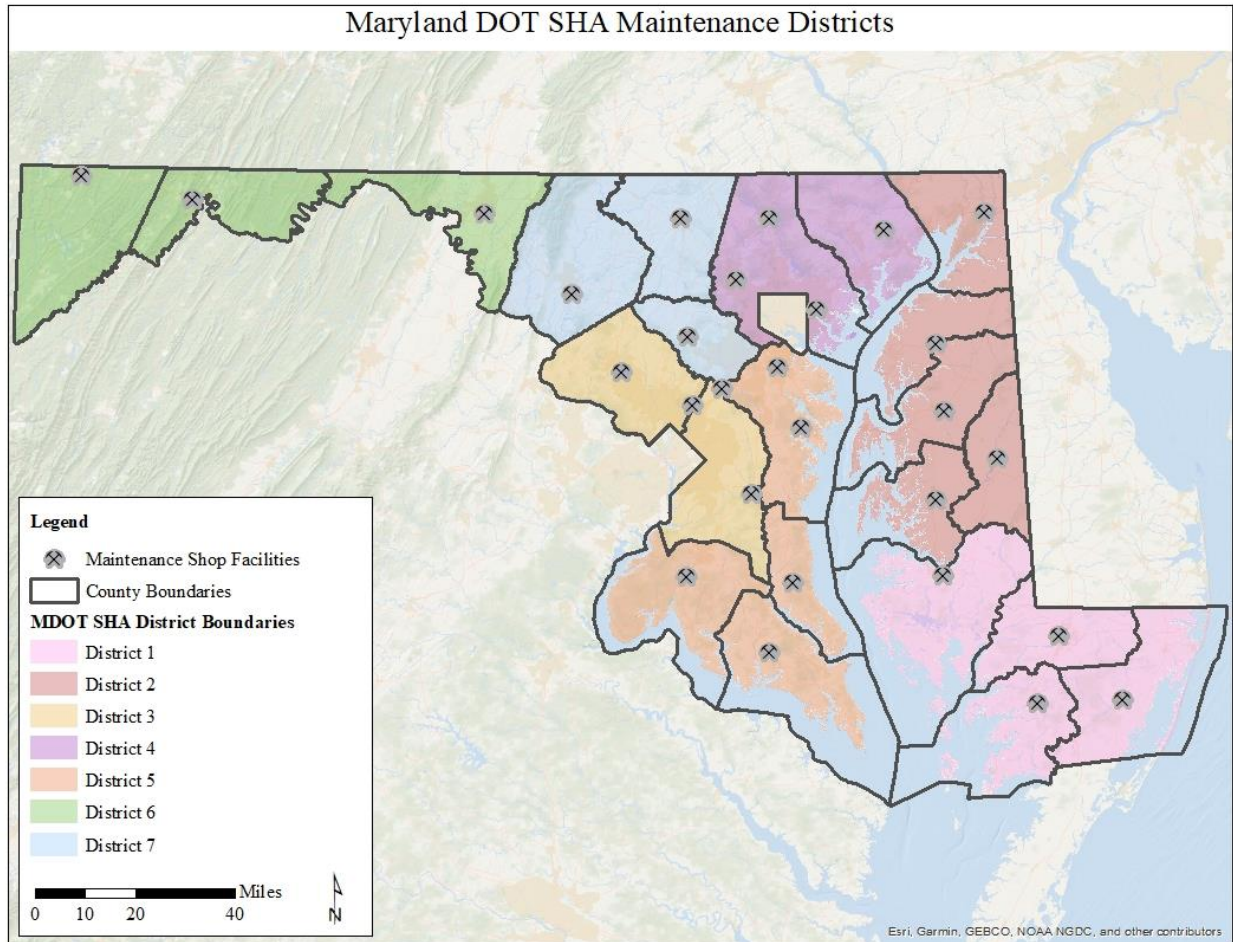 Maryland DOT SHA Maintenance Districts
Legend
Maintenance Shop Facilities
County Boundaries
MDOT SHA District Boundaries
District 1
District 2
District 3
District 4
District 5
District 6
District 7
Miles
0 10 20 40
N
Esri, Garmin, GEBCO, NOAA NGDC, and other contributors